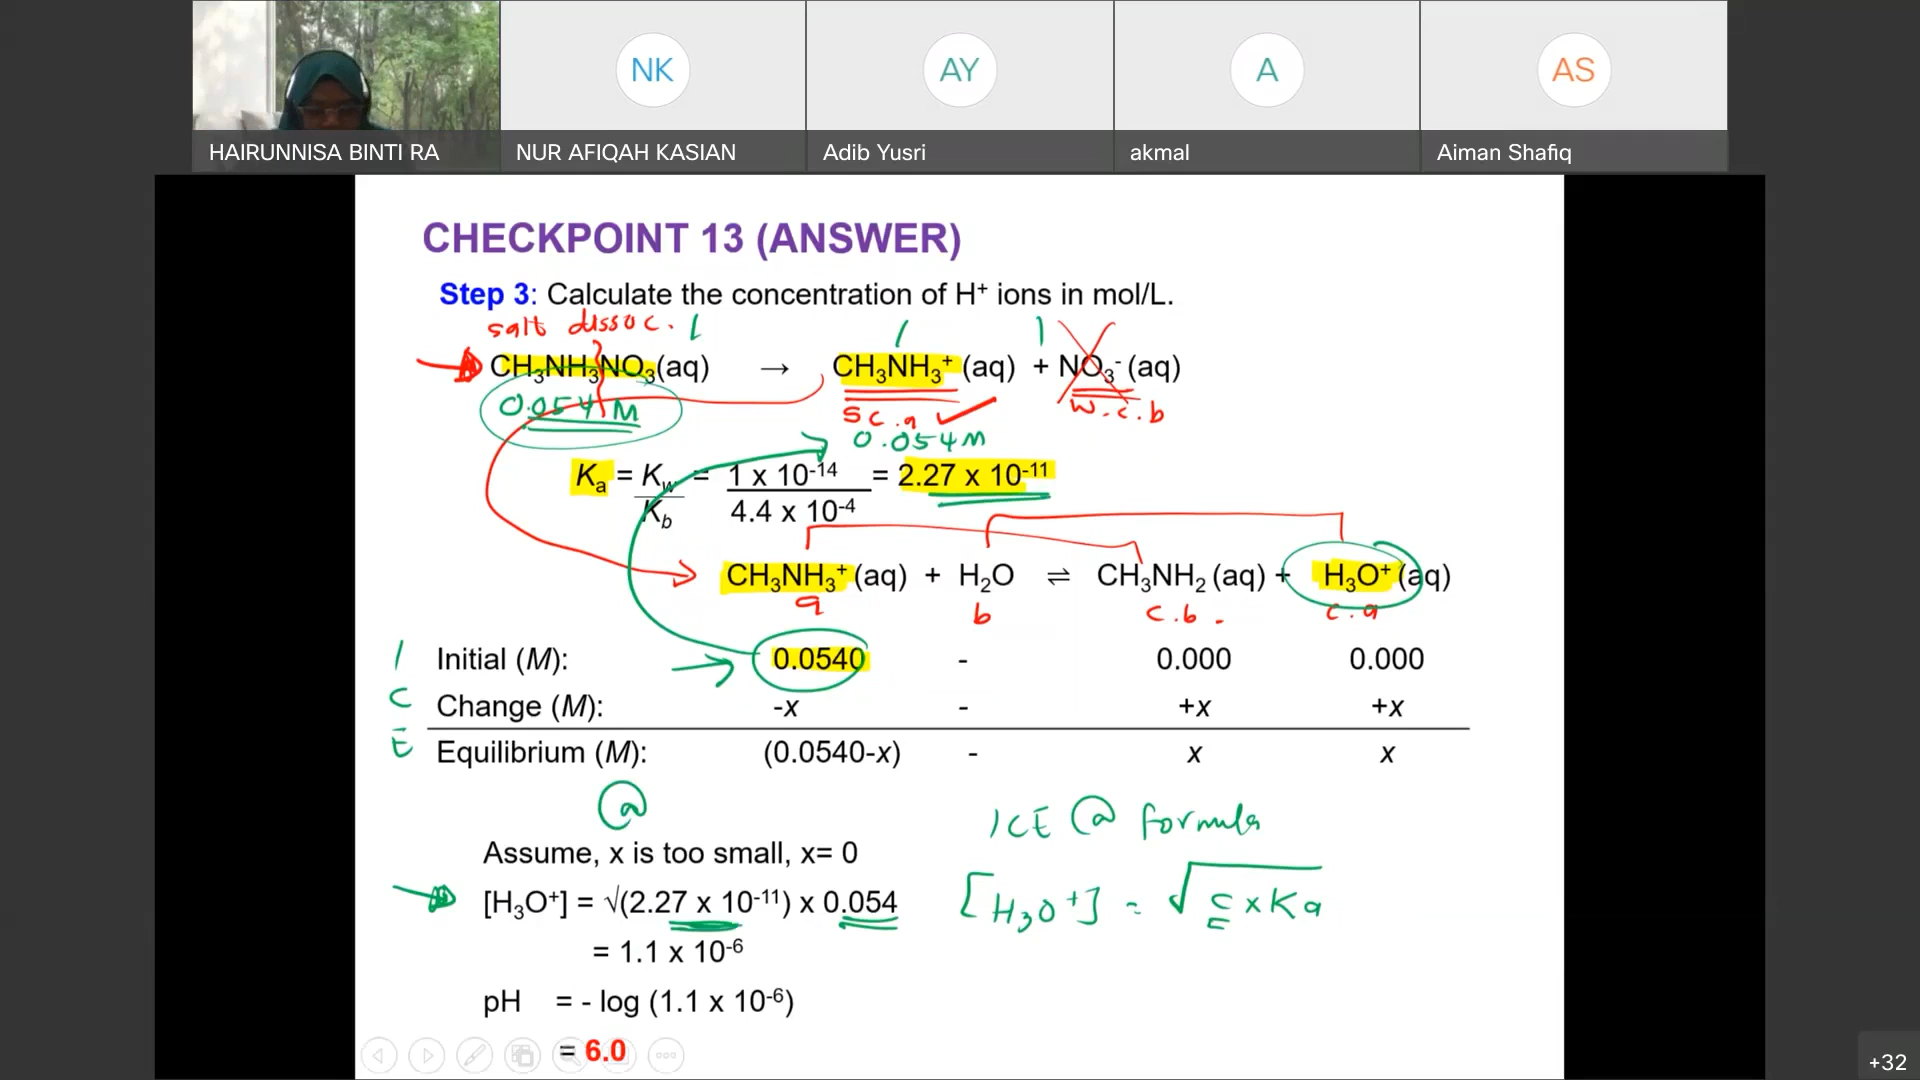 NK
AY
A
AS
HAIRUNNISA BINTI RA
NUR AFIQAH KASIAN
Adib Yusri
akmal
Aiman Shafiq
CHECKPOINT 13 (ANSWER)
Step 3: Calculate the concentration of H⁺ ions in mol/L.
salt dissoc. 1 1 1
CH₃NH₃NO₃(aq) → CH₃NH₃⁺ (aq) + NO₃⁻ (aq)
0.054 M s c.a w.c.b
0.054M
Kₐ = K_w = 1 x 10⁻¹⁴ = 2.27 x 10⁻¹¹
K_b 4.4 x 10⁻⁴
CH₃NH₃⁺ (aq) + H₂O ⇌ CH₃NH₂ (aq) + H₃O⁺ (aq)
a b c.b. c.a
I Initial (M): 0.0540 - 0.000 0.000
C Change (M): -x - +x +x
E Equilibrium (M): (0.0540-x) - x x
@
ICE @ formula
Assume, x is too small, x= 0
[H₃O⁺] = √(2.27 x 10⁻¹¹) x 0.054 [H₃O⁺] = √ x Ka
= 1.1 x 10⁻⁶
pH = - log (1.1 x 10⁻⁶)
= 6.0
+32